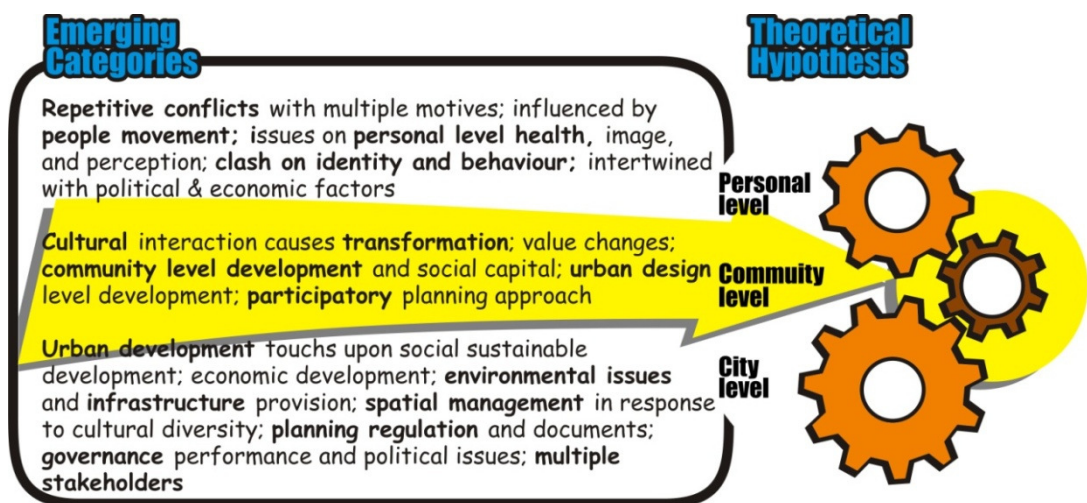 Emerging
Categories
Theoretical
Hypothesis
Repetitive conflicts with multiple motives; influenced by
people movement; issues on personal level health, image,
and perception; clash on identity and behaviour; intertwined
with political & economic factors
Personal
level
Cultural interaction causes transformation; value changes;
community level development and social capital; urban design
level development; participatory planning approach
Commuity
level
Urban development touchs upon social sustainable
development; economic development; environmental issues
and infrastructure provision; spatial management in response
to cultural diversity; planning regulation and documents;
governance performance and political issues; multiple
stakeholders
City
level